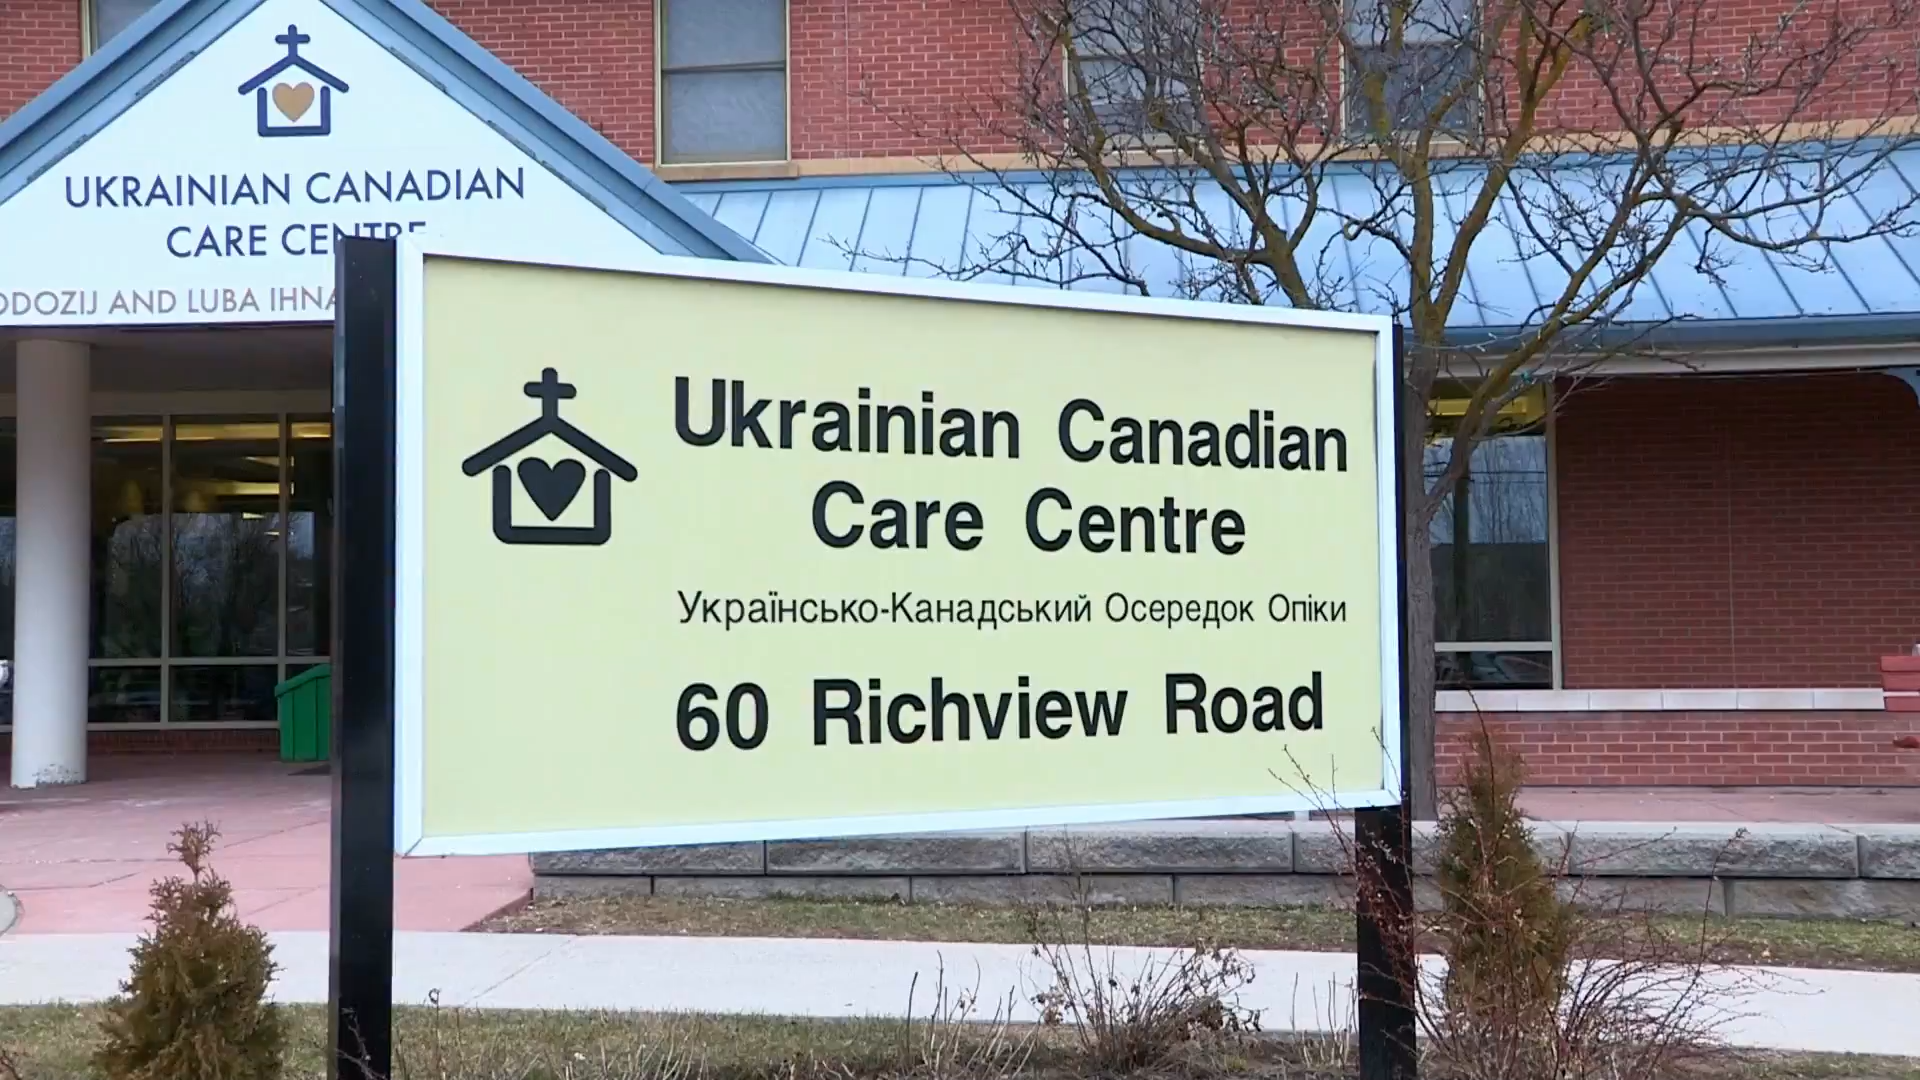 UKRAINIAN CANADIAN
CARE CENTRE
AND LUBA
Ukrainian Canadian
Care Centre
Українсько-Канадський Осередок Опіки
60 Richview Road